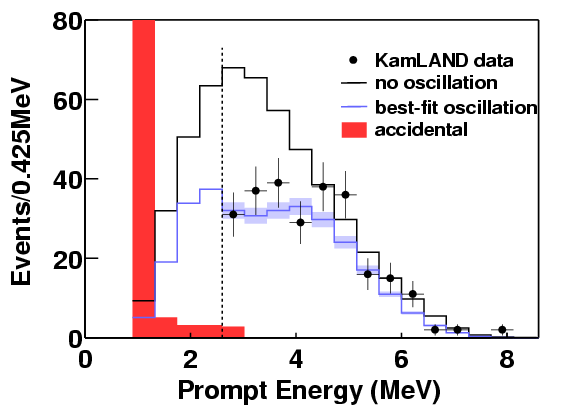 80
60
40
20
0
Events/0.425MeV
KamLAND data
no oscillation
best-fit oscillation
accidental
0 2 4 6 8
Prompt Energy (MeV)